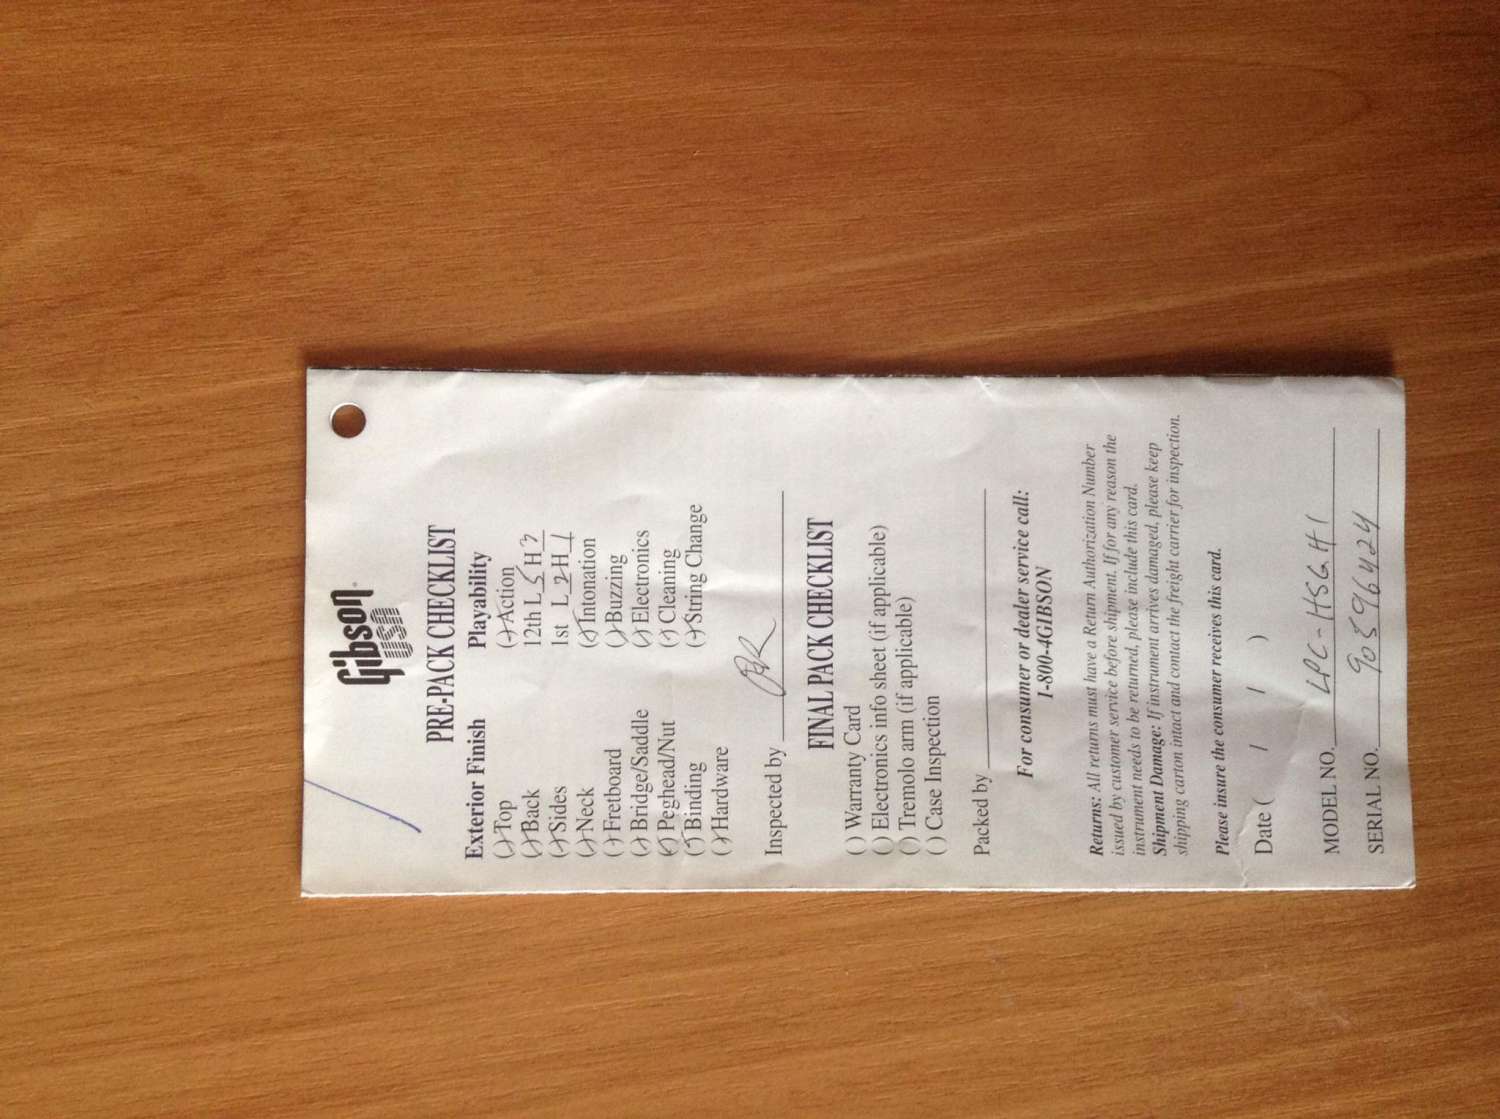 Gibson
USA
PRE-PACK CHECKLIST
Exterior Finish Playability
(✓) Top (✓) Action
(✓) Back 12th L 5 H 3
(✓) Sides 1st L 2 H 1
(✓) Neck (✓) Intonation
(✓) Fretboard (✓) Buzzing
(✓) Bridge/Saddle (✓) Electronics
(✓) Peghead/Nut (✓) Cleaning
(✓) Binding (✓) String Change
(✓) Hardware
Inspected by
FINAL PACK CHECKLIST
( ) Warranty Card
( ) Electronics info sheet (if applicable)
( ) Tremolo arm (if applicable)
( ) Case Inspection
Packed by
For consumer or dealer service call:
1-800-4GIBSON
Returns: All returns must have a Return Authorization Number
issued by customer service before shipment. If for any reason the
instrument needs to be returned, please include this card.
Shipment Damage: If instrument arrives damaged, please keep
shipping carton intact and contact the freight carrier for inspection.
Please insure the consumer receives this card.
Date ( / / )
MODEL NO. LPC-HSGH1
SERIAL NO. 90596424